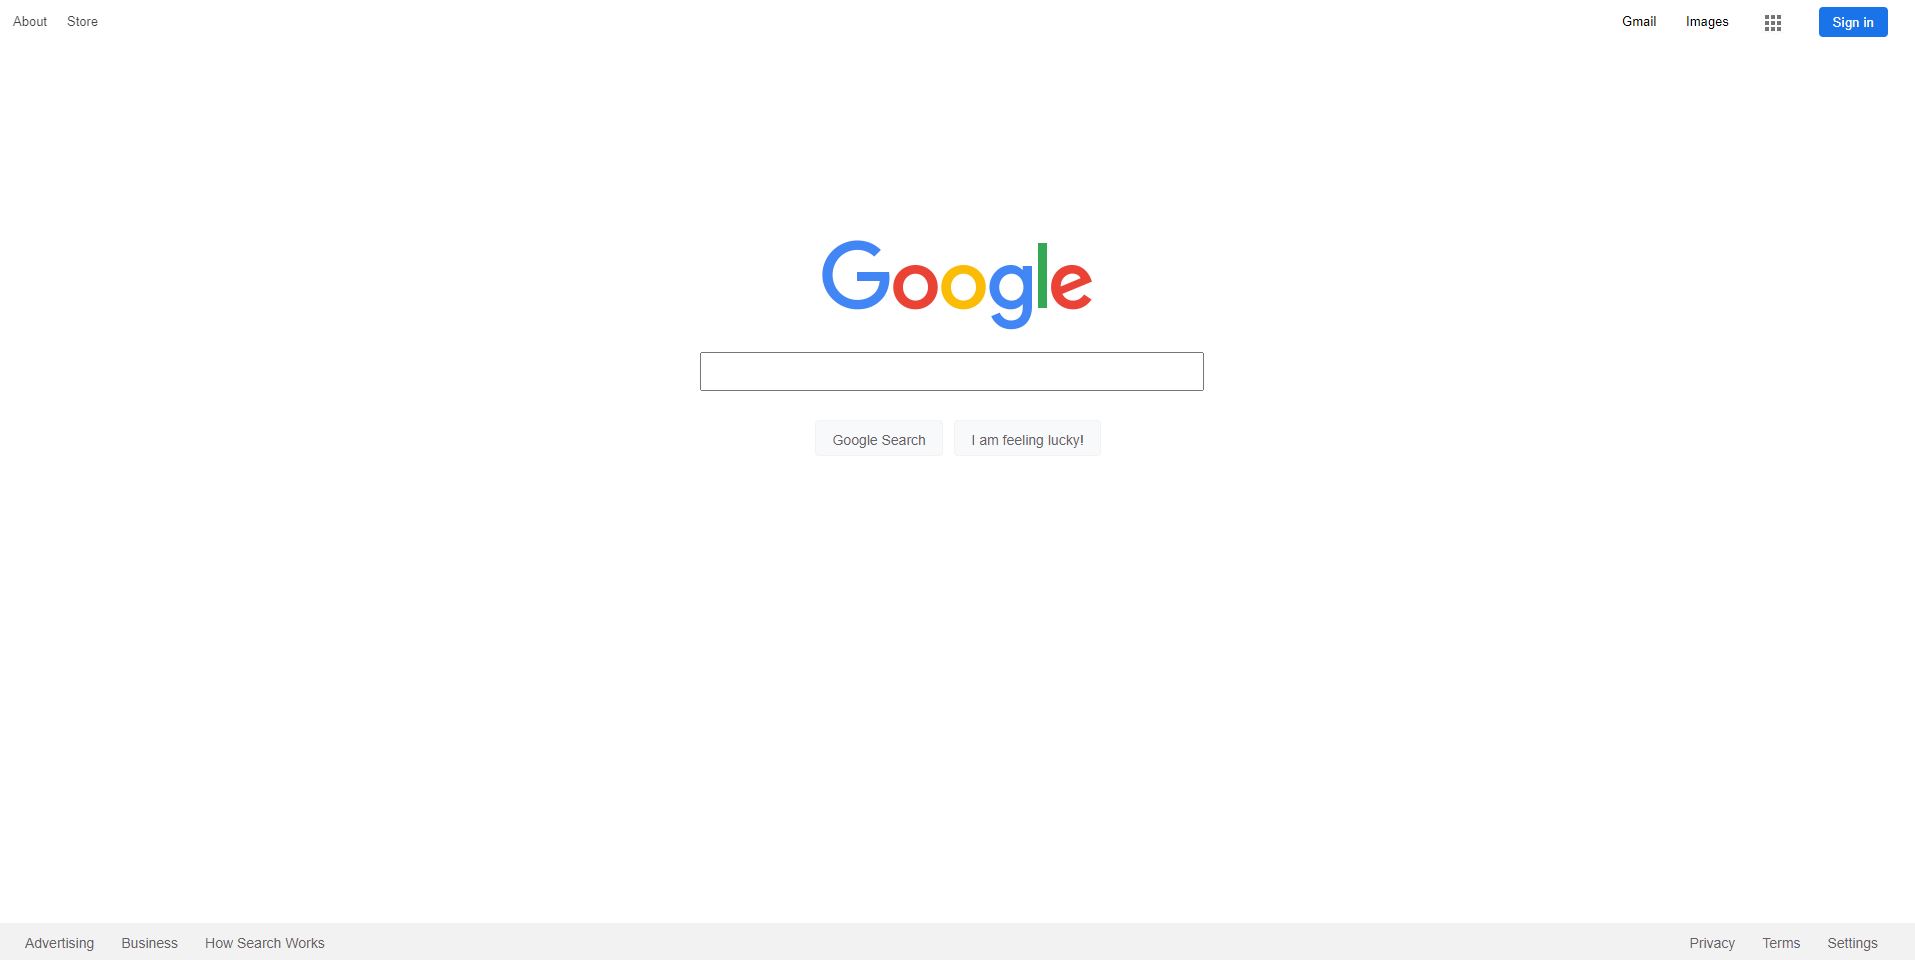 About Store Gmail Images Sign in
Google
Google Search I am feeling lucky!
Advertising Business How Search Works Privacy Terms Settings